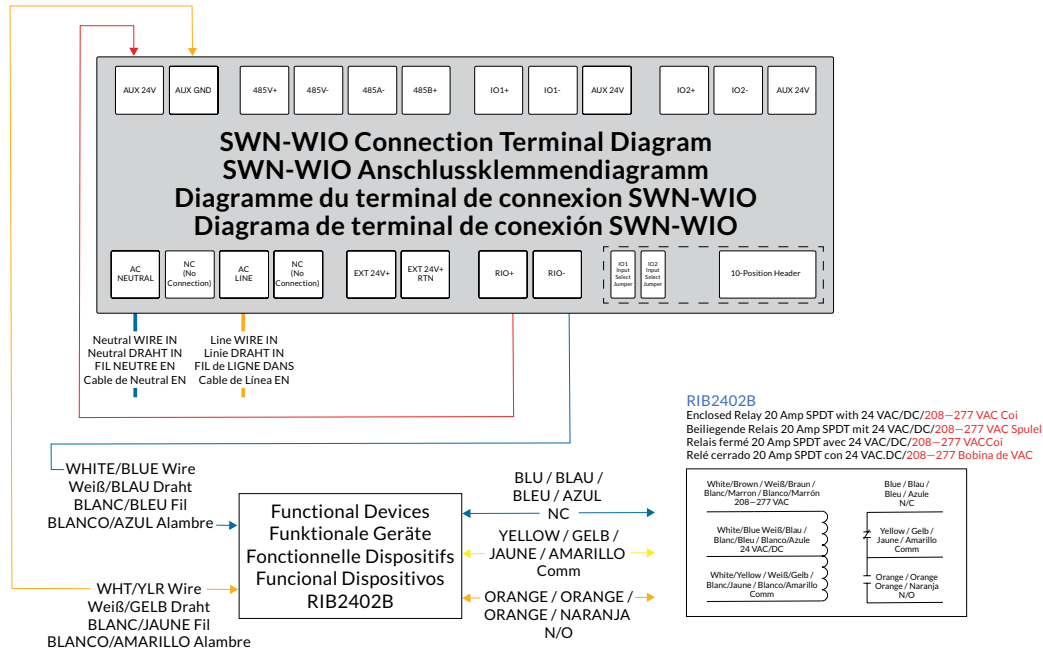 AUX 24V
AUX GND
485V+
485V-
485A-
485B+
IO1+
IO1-
AUX 24V
IO2+
IO2-
AUX 24V
SWN-WIO Connection Terminal Diagram
SWN-WIO Anschlussklemmendiagramm
Diagramme du terminal de connexion SWN-WIO
Diagrama de terminal de conexión SWN-WIO
AC
NEUTRAL
NC
(No
Connection)
AC
LINE
NC
(No
Connection)
EXT 24V+
EXT 24V+
RTN
RIO+
RIO-
IO1
Input
Select
Jumper
IO2
Input
Select
Jumper
10-Position Header
Neutral WIRE IN
Neutral DRAHT IN
FIL NEUTRE EN
Cable de Neutral EN
Line WIRE IN
Linie DRAHT IN
FIL de LIGNE DANS
Cable de Línea EN
RIB2402B
Enclosed Relay 20 Amp SPDT with 24 VAC/DC/208—277 VAC Coi
Beiliegende Relais 20 Amp SPDT mit 24 VAC/DC/208—277 VAC Spulel
Relais fermé 20 Amp SPDT avec 24 VAC/DC/208—277 VACCoi
Relé cerrado 20 Amp SPDT con 24 VAC.DC/208—277 Bobina de VAC
WHITE/BLUE Wire
Weiß/BLAU Draht
BLANC/BLEU Fil
BLANCO/AZUL Alambre
WHT/YLR Wire
Weiß/GELB Draht
BLANC/JAUNE Fil
BLANCO/AMARILLO Alambre
Functional Devices
Funktionale Geräte
Fonctionnelle Dispositifs
Funcional Dispositivos
RIB2402B
BLU / BLAU /
BLEU / AZUL
NC
YELLOW / GELB /
JAUNE / AMARILLO
Comm
ORANGE / ORANGE /
ORANGE / NARANJA
N/O
White/Brown / Weiß/Braun /
Blanc/Marron / Blanco/Marrón
208—277 VAC
White/Blue Weiß/Blau /
Blanc/Bleu / Blanco/Azule
24 VAC/DC
White/Yellow / Weiß/Gelb /
Blanc/Jaune / Blanco/Amarillo
Comm
Blue / Blau /
Bleu / Azule
N/C
Yellow / Gelb /
Jaune / Amarillo
Comm
Orange / Orange
Orange / Naranja
N/O